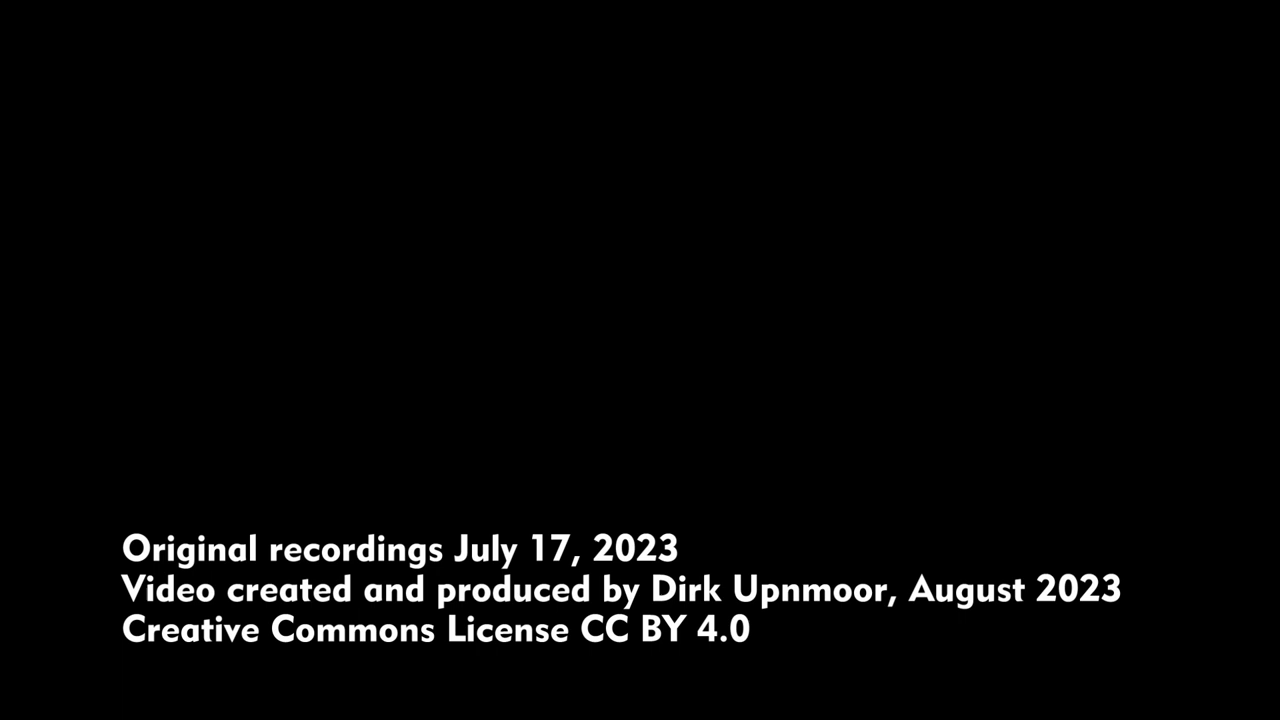 Original recordings July 17, 2023
Video created and produced by Dirk Upnmoor, August 2023
Creative Commons License CC BY 4.0